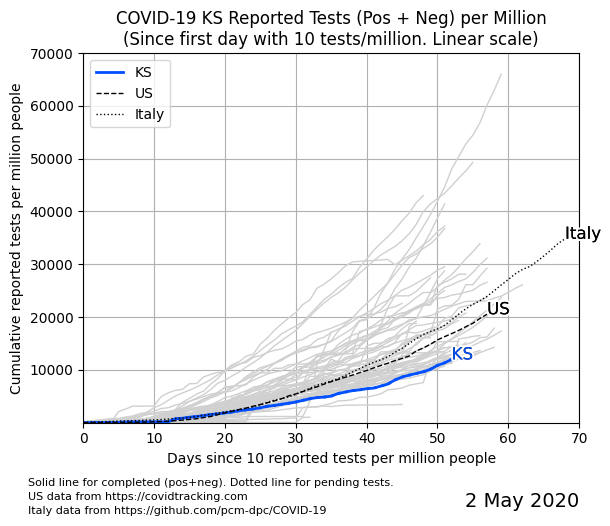 COVID-19 KS Reported Tests (Pos + Neg) per Million
(Since first day with 10 tests/million. Linear scale)
70000
60000
50000
40000
30000
20000
10000
Cumulative reported tests per million people
KS
US
Italy
Italy
US
KS
0 10 20 30 40 50 60 70
Days since 10 reported tests per million people
Solid line for completed (pos+neg). Dotted line for pending tests.
US data from https://covidtracking.com
Italy data from https://github.com/pcm-dpc/COVID-19
2 May 2020